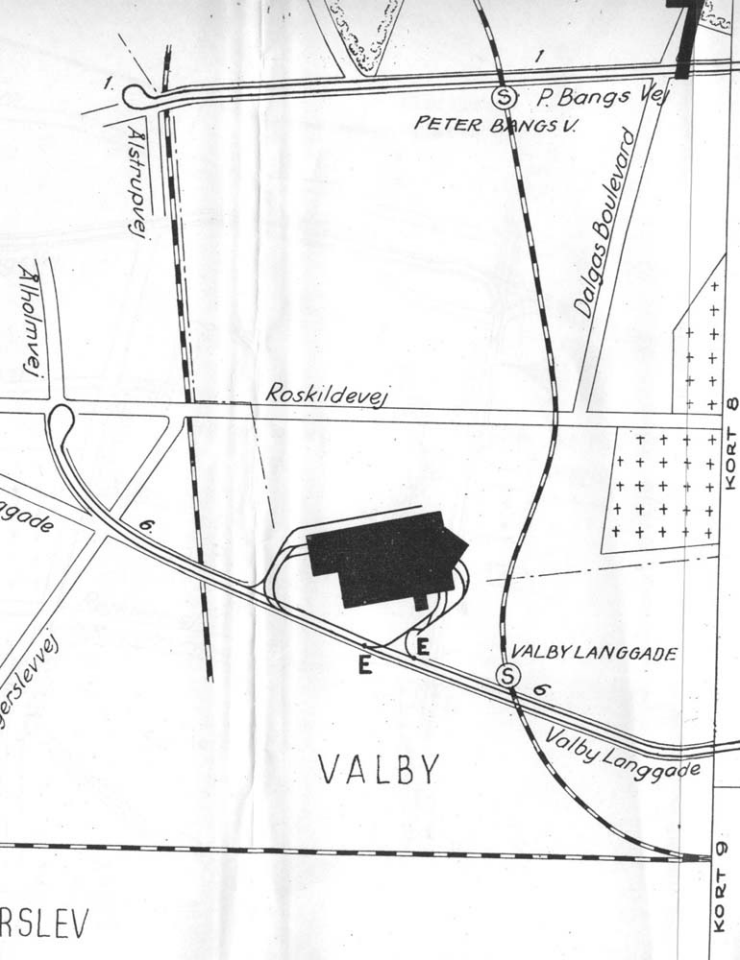 7
1
1.
S
P. Bangs Vej
PETER BANGS V.
Ålstrupvej
Dalgas Boulevard
Ålholmvej
Roskildevej
KORT 8
6.
E
E
VALBY LANGGADE
S
6
Valby Langgade
VALBY
KORT 9